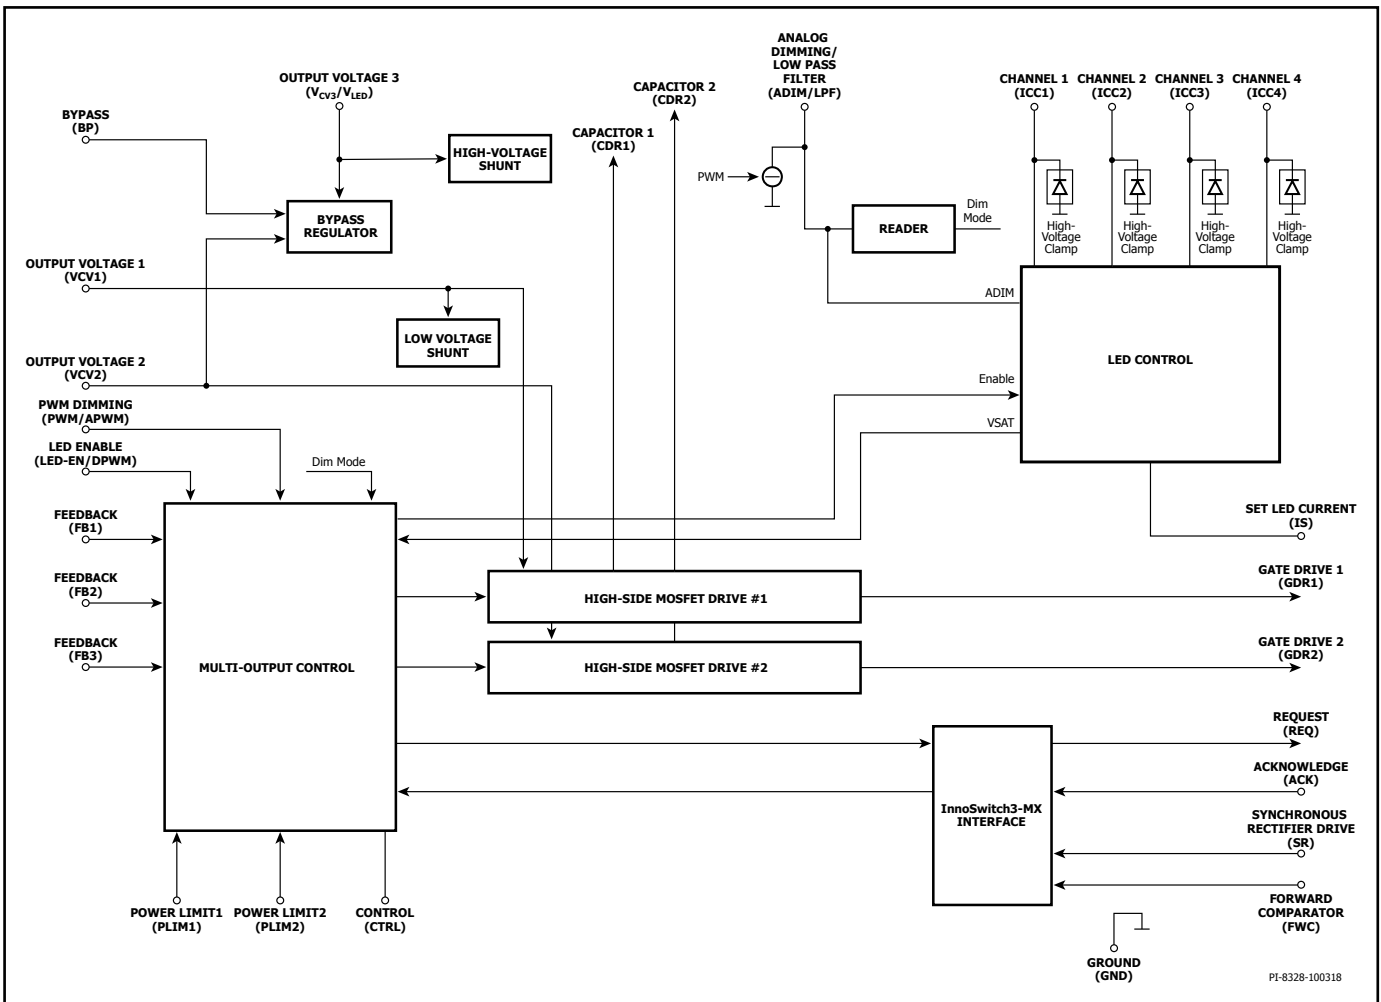 ANALOG
DIMMING/
LOW PASS
FILTER
(ADIM/LPF)
OUTPUT VOLTAGE 3
(VCV3/VLED)
CAPACITOR 2
(CDR2)
CHANNEL 1
(ICC1)
CHANNEL 2
(ICC2)
CHANNEL 3
(ICC3)
CHANNEL 4
(ICC4)
BYPASS
(BP)
CAPACITOR 1
(CDR1)
HIGH-VOLTAGE
SHUNT
PWM
BYPASS
REGULATOR
READER
Dim
Mode
High-
Voltage
Clamp
High-
Voltage
Clamp
High-
Voltage
Clamp
High-
Voltage
Clamp
OUTPUT VOLTAGE 1
(VCV1)
ADIM
LOW VOLTAGE
SHUNT
LED CONTROL
OUTPUT VOLTAGE 2
(VCV2)
Enable
PWM DIMMING
(PWM/APWM)
VSAT
LED ENABLE
(LED-EN/DPWM)
Dim Mode
FEEDBACK
(FB1)
SET LED CURRENT
(IS)
FEEDBACK
(FB2)
HIGH-SIDE MOSFET DRIVE #1
GATE DRIVE 1
(GDR1)
FEEDBACK
(FB3)
MULTI-OUTPUT CONTROL
HIGH-SIDE MOSFET DRIVE #2
GATE DRIVE 2
(GDR2)
REQUEST
(REQ)
ACKNOWLEDGE
(ACK)
InnoSwitch3-MX
INTERFACE
SYNCHRONOUS
RECTIFIER DRIVE
(SR)
FORWARD
COMPARATOR
(FWC)
POWER LIMIT1
(PLIM1)
POWER LIMIT2
(PLIM2)
CONTROL
(CTRL)
GROUND
(GND)
PI-8328-100318